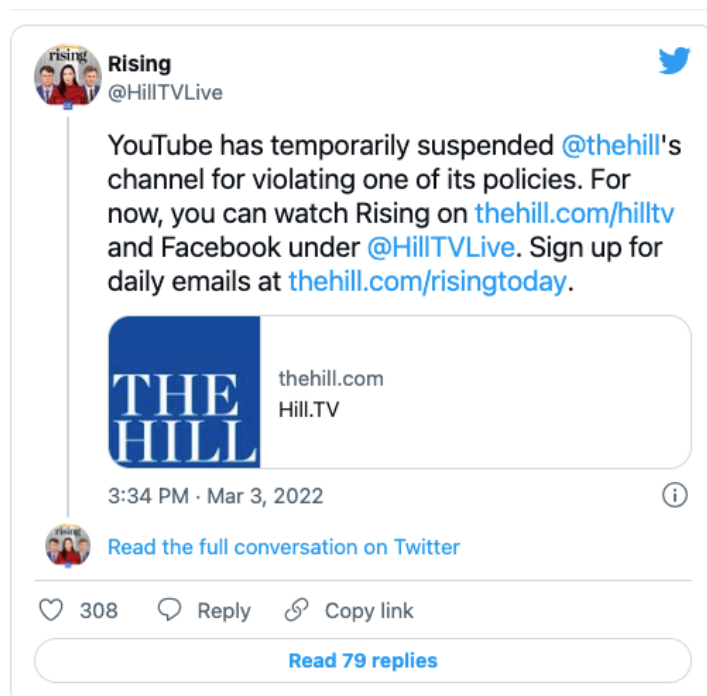 rising
Rising
@HillTVLive
YouTube has temporarily suspended @thehill's
channel for violating one of its policies. For
now, you can watch Rising on thehill.com/hilltv
and Facebook under @HillTVLive. Sign up for
daily emails at thehill.com/risingtoday.
THE
HILL
thehill.com
Hill.TV
3:34 PM · Mar 3, 2022
rising
Read the full conversation on Twitter
308 Reply Copy link
Read 79 replies